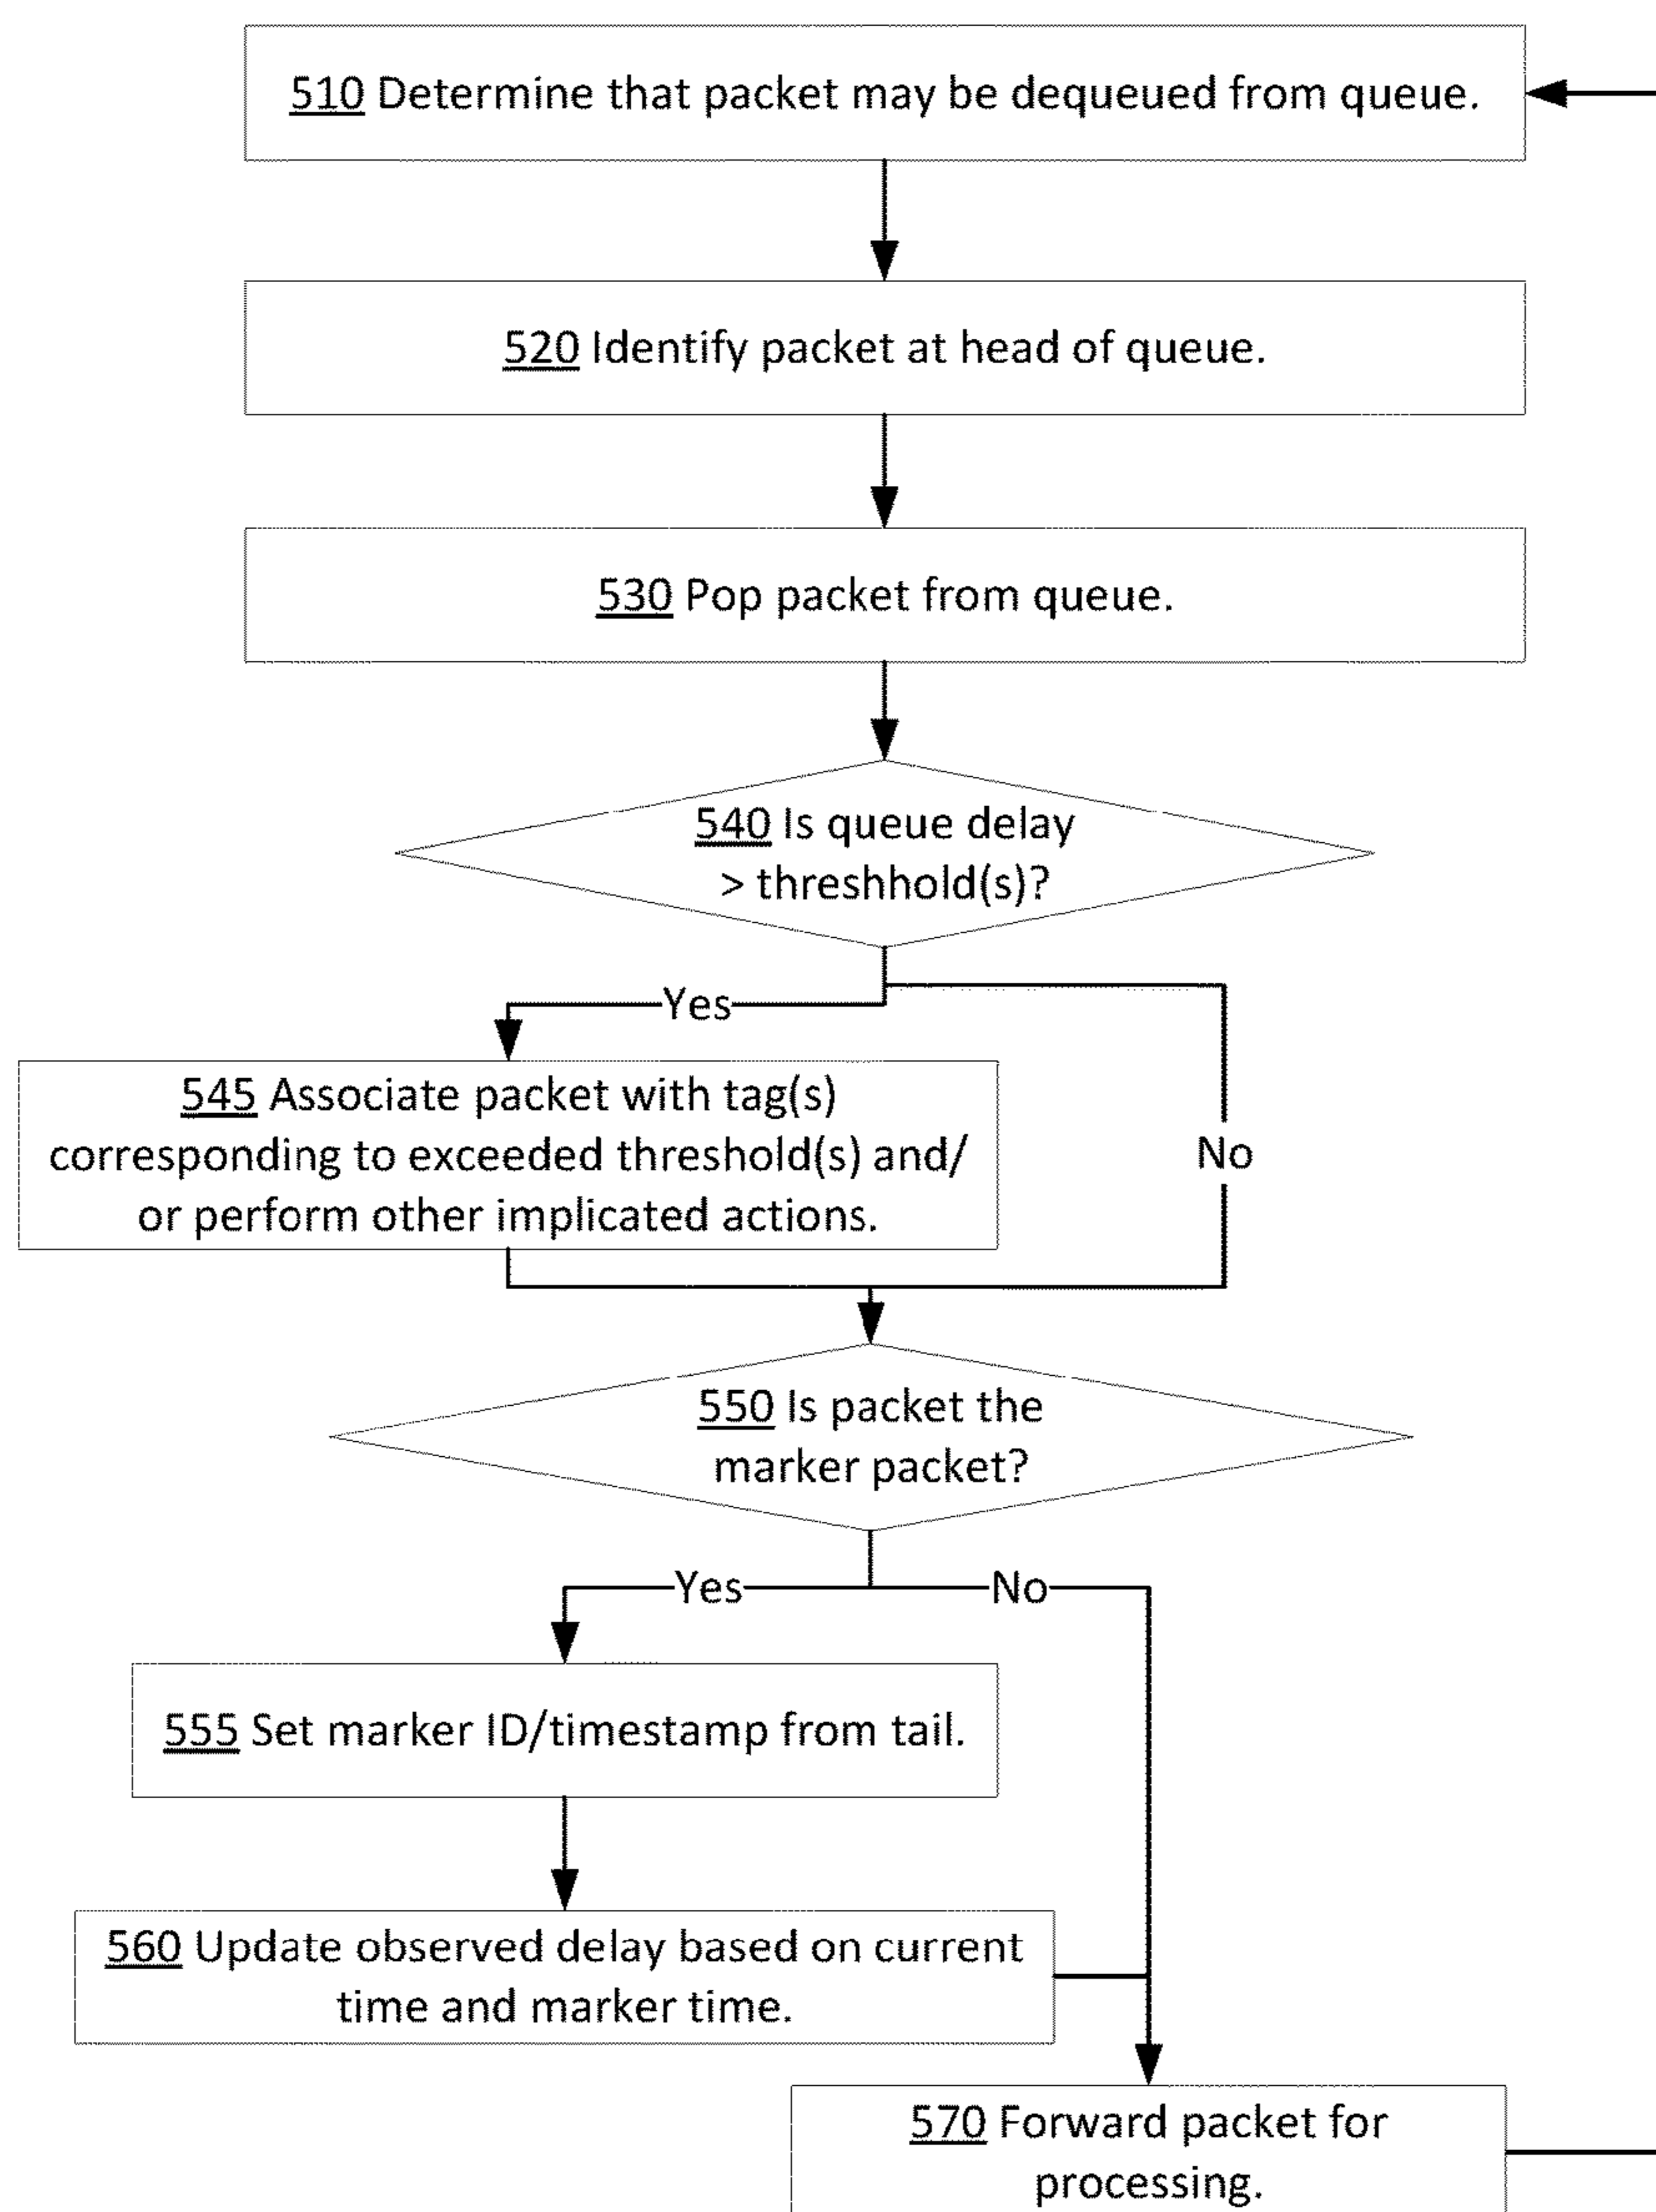 510 Determine that packet may be dequeued from queue.
520 Identify packet at head of queue.
530 Pop packet from queue.
540 Is queue delay
> threshhold(s)?
Yes
545 Associate packet with tag(s)
corresponding to exceeded threshold(s) and/
or perform other implicated actions.
No
550 Is packet the
marker packet?
Yes
No
555 Set marker ID/timestamp from tail.
560 Update observed delay based on current
time and marker time.
570 Forward packet for
processing.